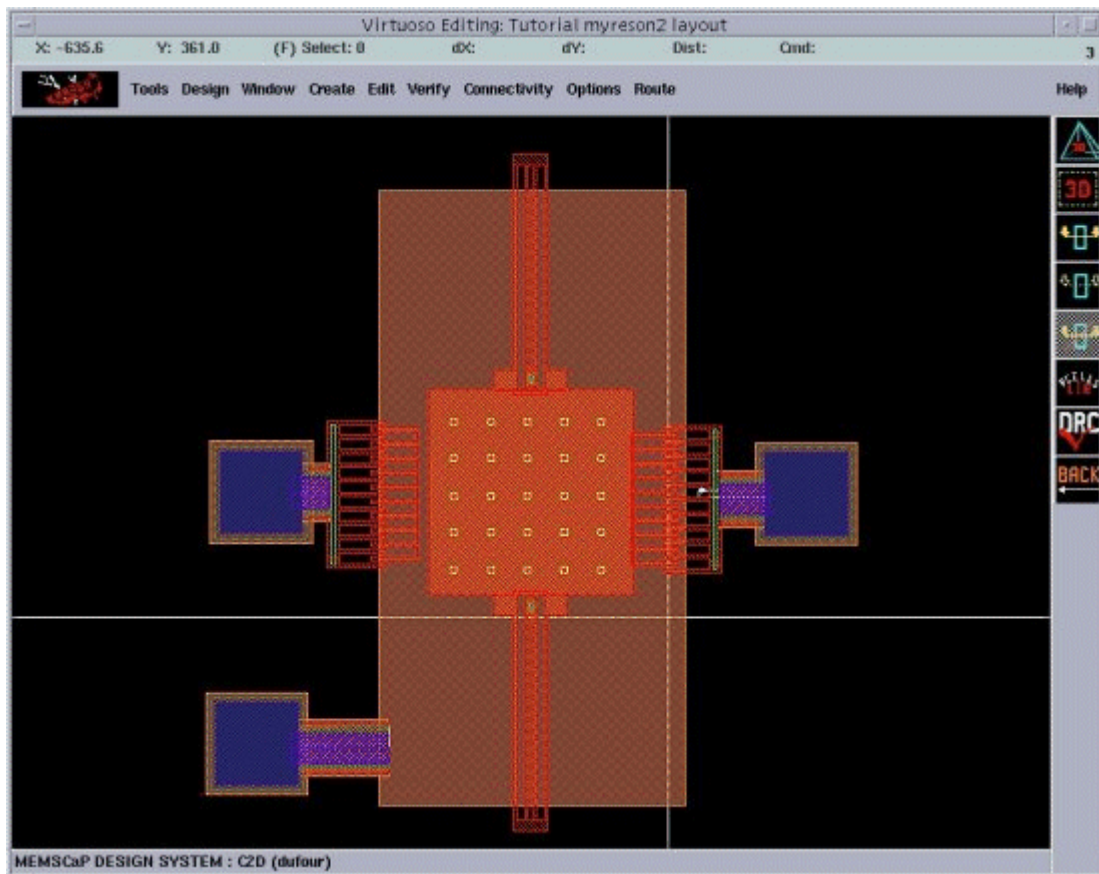 Virtuoso Editing: Tutorial myreson2 layout
X: -635.6 Y: 361.0 (F) Select: 0 dX: dY: Dist: Cmd: 3
Tools Design Window Create Edit Verify Connectivity Options Route Help
3D
3D
DRC
BACK
MEMSCaP DESIGN SYSTEM : C2D (dufour)